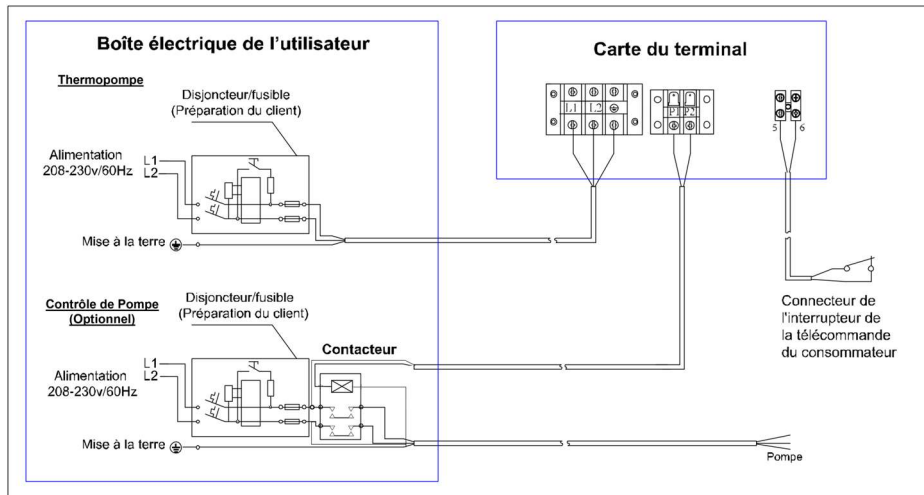 Boîte électrique de l'utilisateur
Thermopompe
Disjoncteur/fusible
(Préparation du client)
Alimentation
208-230v/60Hz
L1
L2
Mise à la terre
Contrôle de Pompe
(Optionnel)
Disjoncteur/fusible
(Préparation du client)
Contacteur
L1
L2
Alimentation
208-230v/60Hz
Mise à la terre
Carte du terminal
L1 L2
P1 P2
5 6
Connecteur de
l'interrupteur de
la télécommande
du consommateur
Pompe